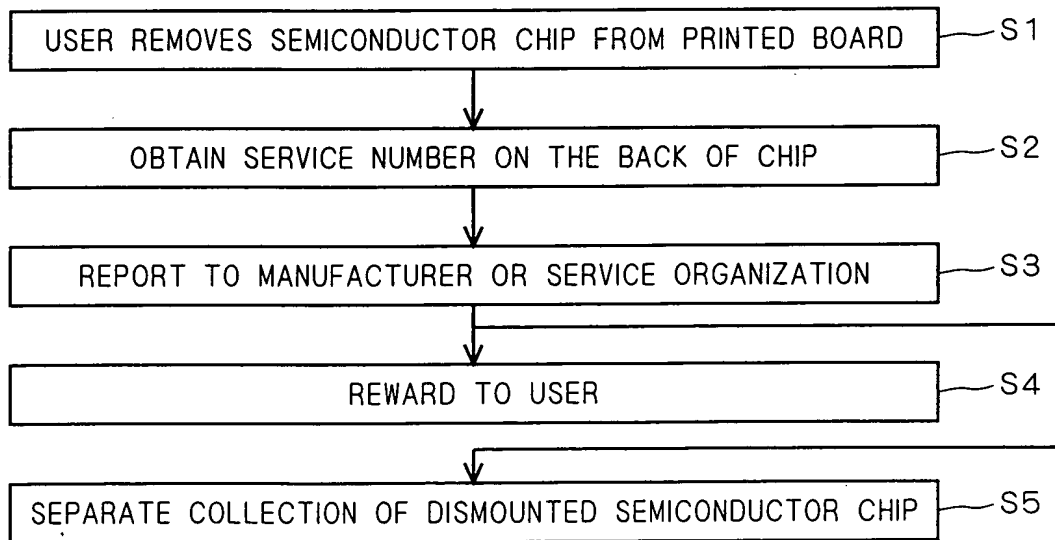 USER REMOVES SEMICONDUCTOR CHIP FROM PRINTED BOARD S1
OBTAIN SERVICE NUMBER ON THE BACK OF CHIP S2
REPORT TO MANUFACTURER OR SERVICE ORGANIZATION S3
REWARD TO USER S4
SEPARATE COLLECTION OF DISMOUNTED SEMICONDUCTOR CHIP S5